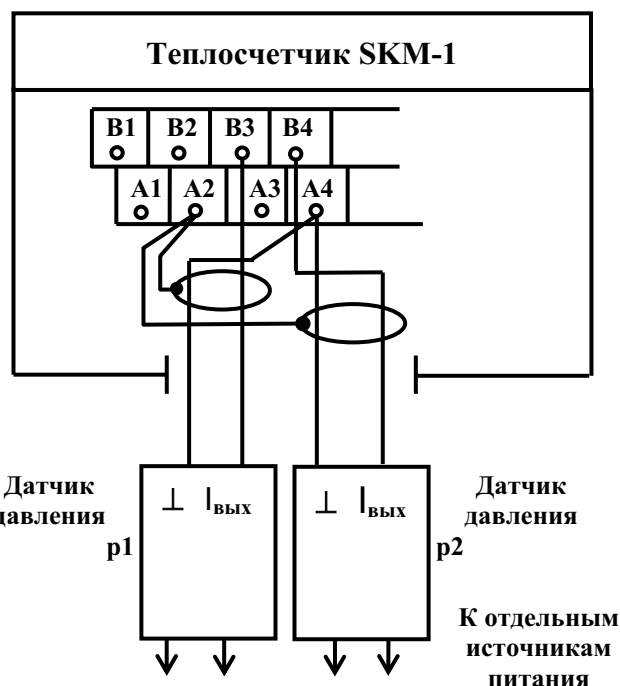 Теплосчетчик SKM-1
B1 B2 B3 B4
A1 A2 A3 A4
Датчик
давления
p1
⊥ Iвых
⊥ Iвых
Датчик
давления
p2
К отдельным
источникам
питания